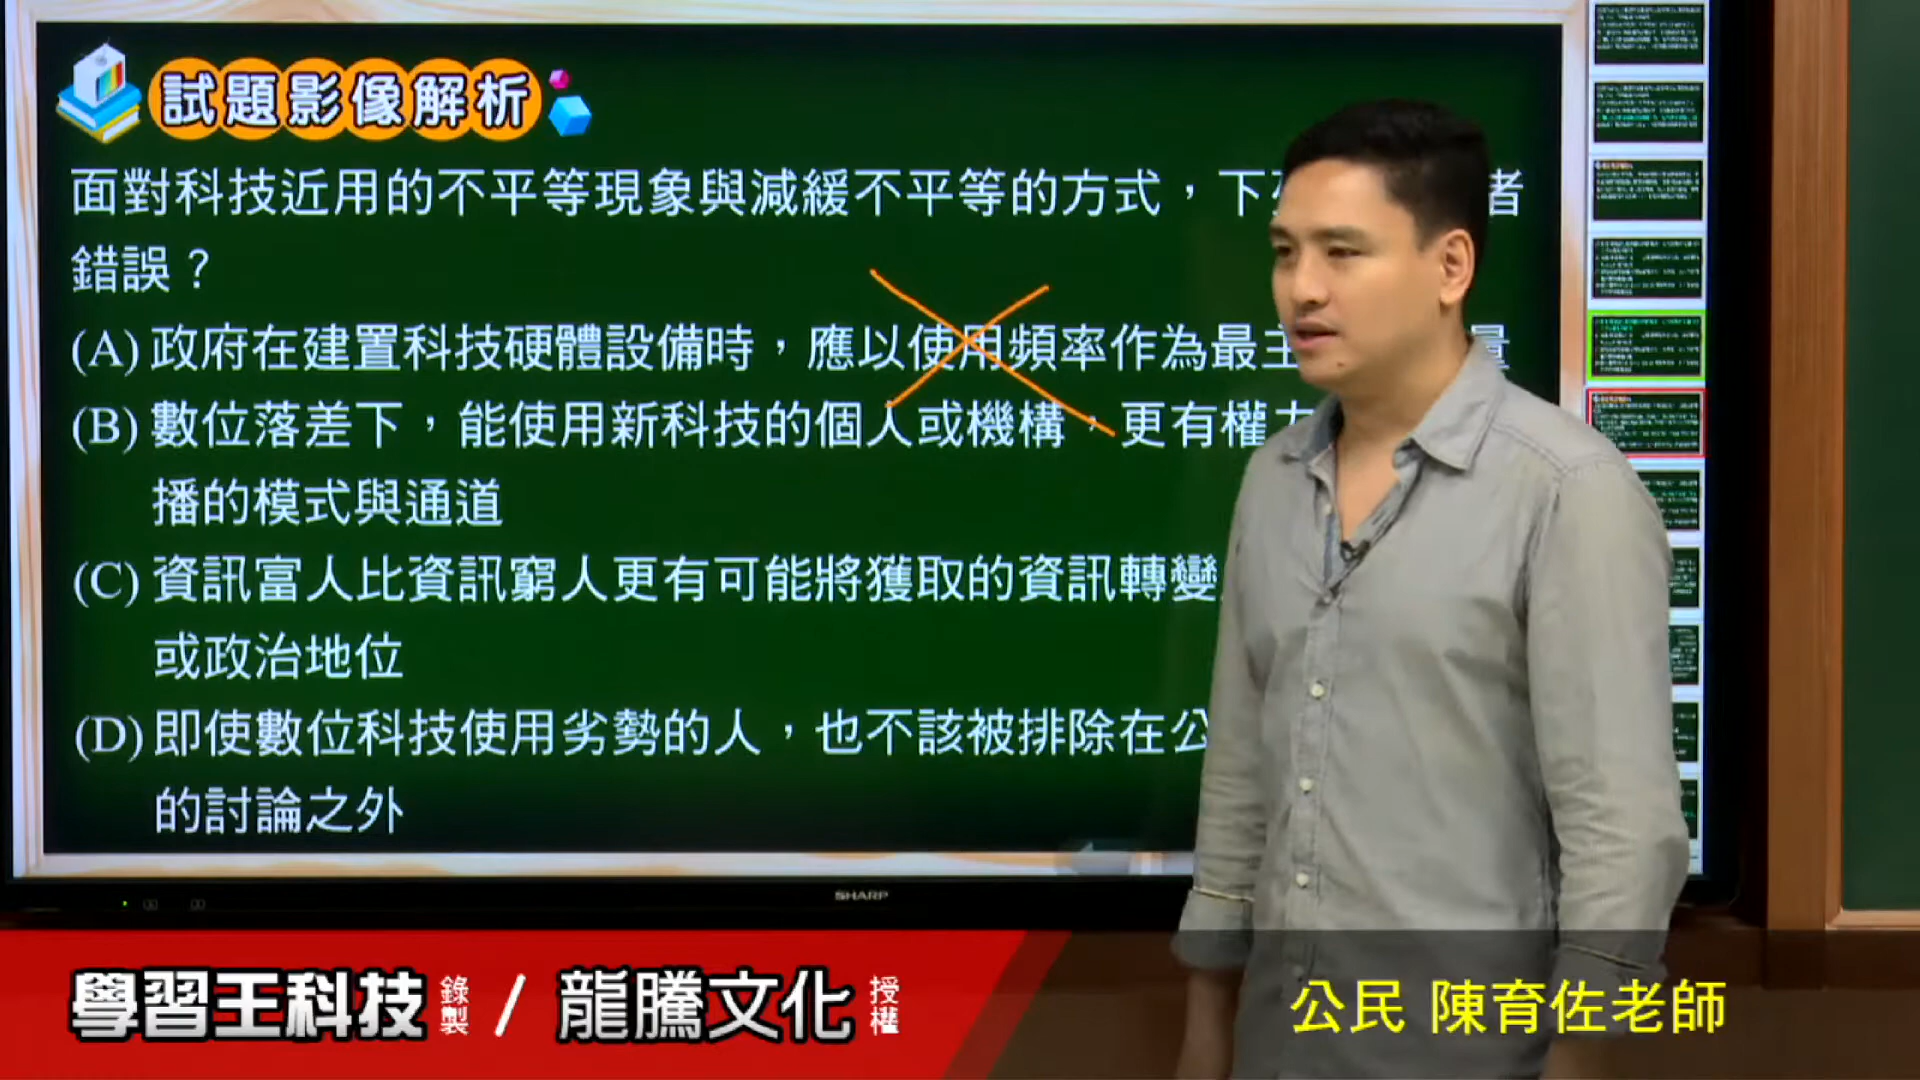 試題影像解析
面對科技近用的不平等現象與減緩不平等的方式,下 者
錯誤?
(A) 政府在建置科技硬體設備時,應以使用頻率作為最主 量
(B) 數位落差下,能使用新科技的個人或機構,更有權
播的模式與通道
(C) 資訊富人比資訊窮人更有可能將獲取的資訊轉變
或政治地位
(D) 即使數位科技使用劣勢的人,也不該被排除在公
的討論之外
SHARP
學習王科技 錄製 / 龍騰文化 授權
公民 陳育佐老師